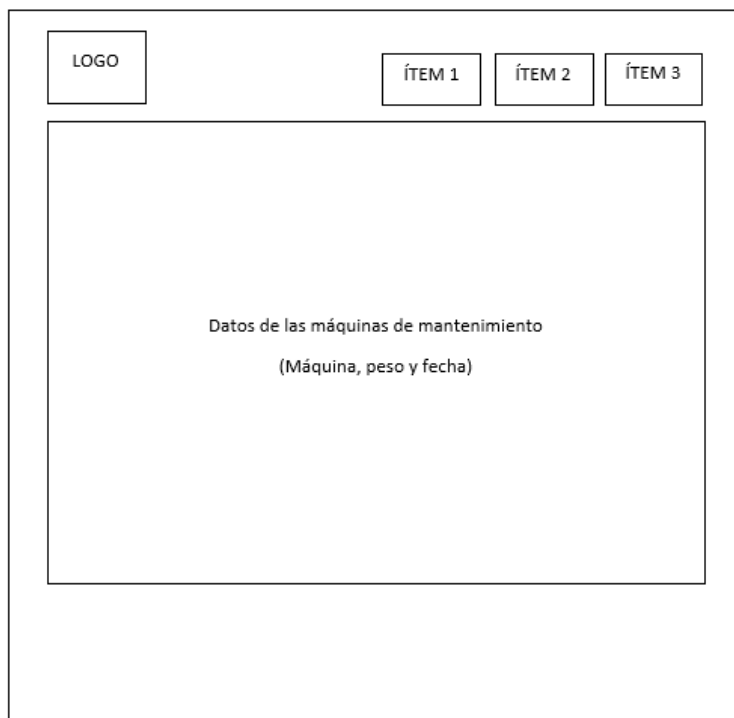 LOGO
ÍTEM 1
ÍTEM 2
ÍTEM 3
Datos de las máquinas de mantenimiento
(Máquina, peso y fecha)